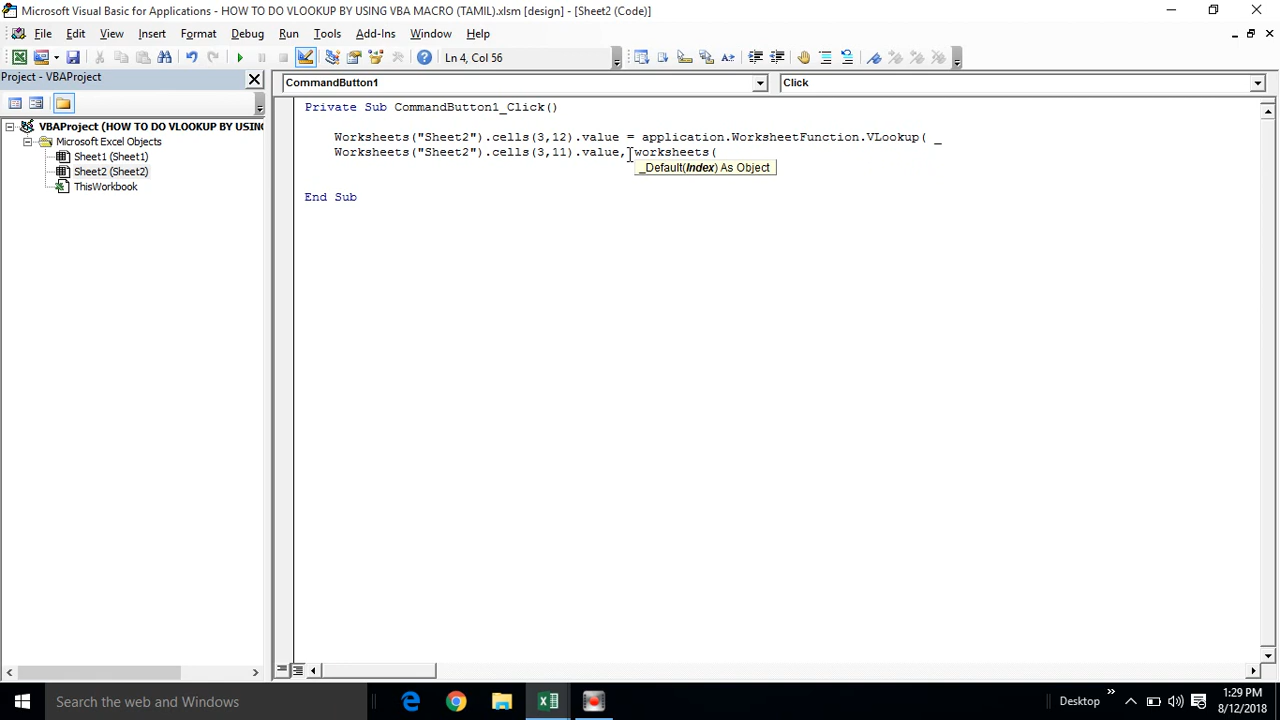 Microsoft Visual Basic for Applications - HOW TO DO VLOOKUP BY USING VBA MACRO (TAMIL).xlsm [design] - [Sheet2 (Code)]
File Edit View Insert Format Debug Run Tools Add-Ins Window Help
Ln 4, Col 56
Project - VBAProject
CommandButton1 Click
VBAProject (HOW TO DO VLOOKUP BY USING
Microsoft Excel Objects
Sheet1 (Sheet1)
Sheet2 (Sheet2)
ThisWorkbook
Private Sub CommandButton1_Click()
Worksheets("Sheet2").cells(3,12).value = application.WorksheetFunction.VLookup( _
Worksheets("Sheet2").cells(3,11).value, worksheets(
_Default(Index) As Object
End Sub
Search the web and Windows
Desktop
1:29 PM
8/12/2018